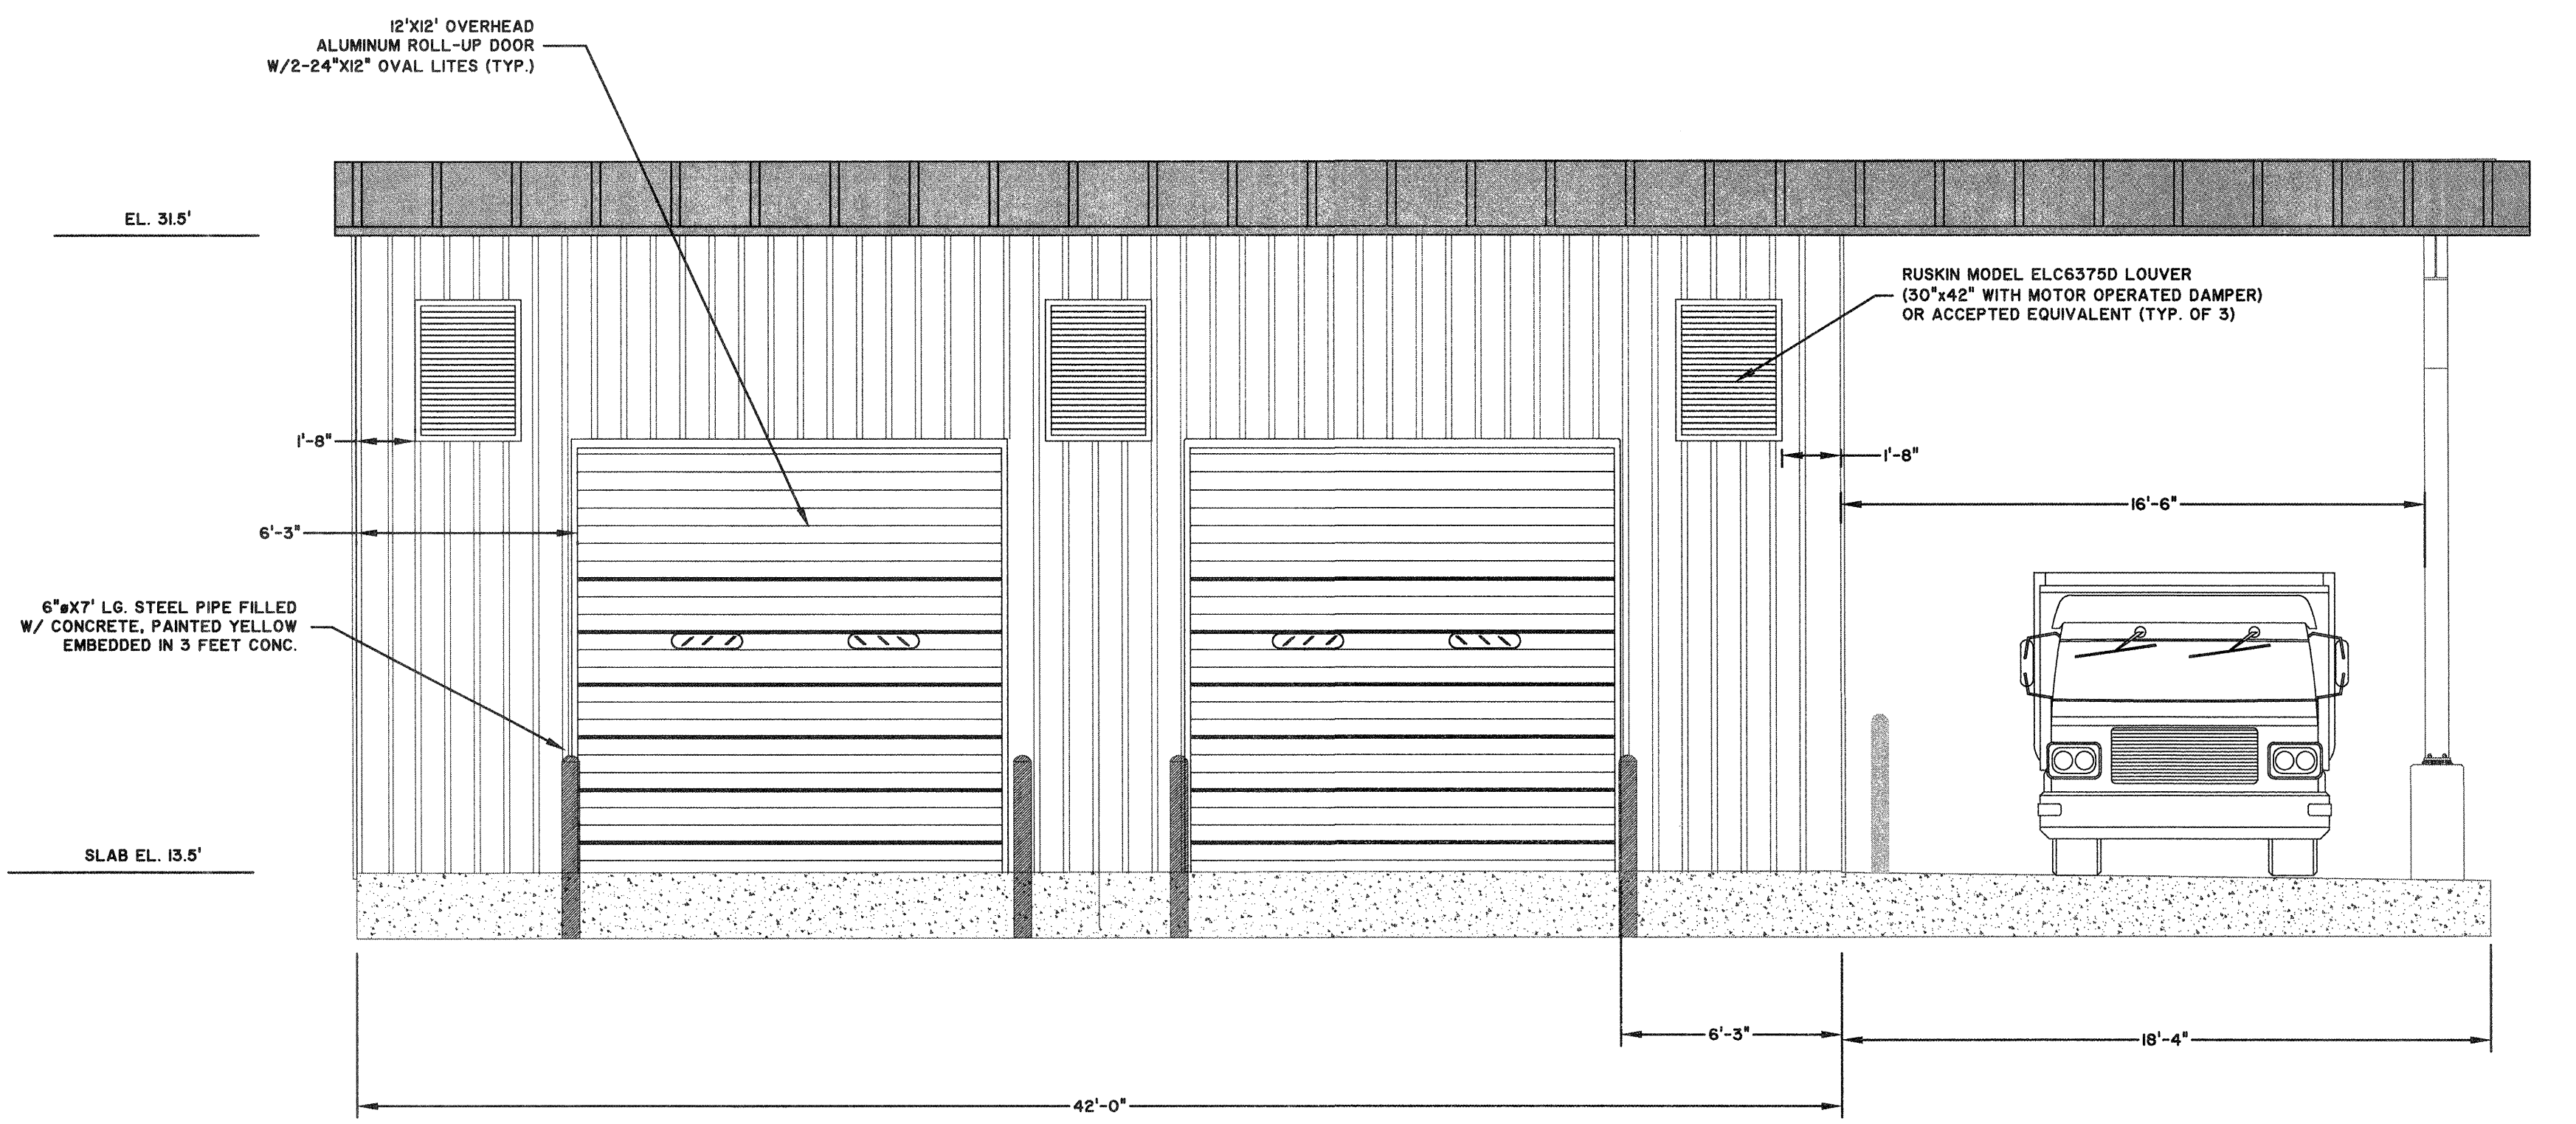 12'X12' OVERHEAD
ALUMINUM ROLL-UP DOOR
W/2-24"X12" OVAL LITES (TYP.)
EL. 31.5'
RUSKIN MODEL ELC6375D LOUVER
(30"x42" WITH MOTOR OPERATED DAMPER)
OR ACCEPTED EQUIVALENT (TYP. OF 3)
1'-8"
1'-8"
16'-6"
6'-3"
6"øX7' LG. STEEL PIPE FILLED
W/ CONCRETE, PAINTED YELLOW
EMBEDDED IN 3 FEET CONC.
SLAB EL. 13.5'
6'-3"
18'-4"
42'-0"